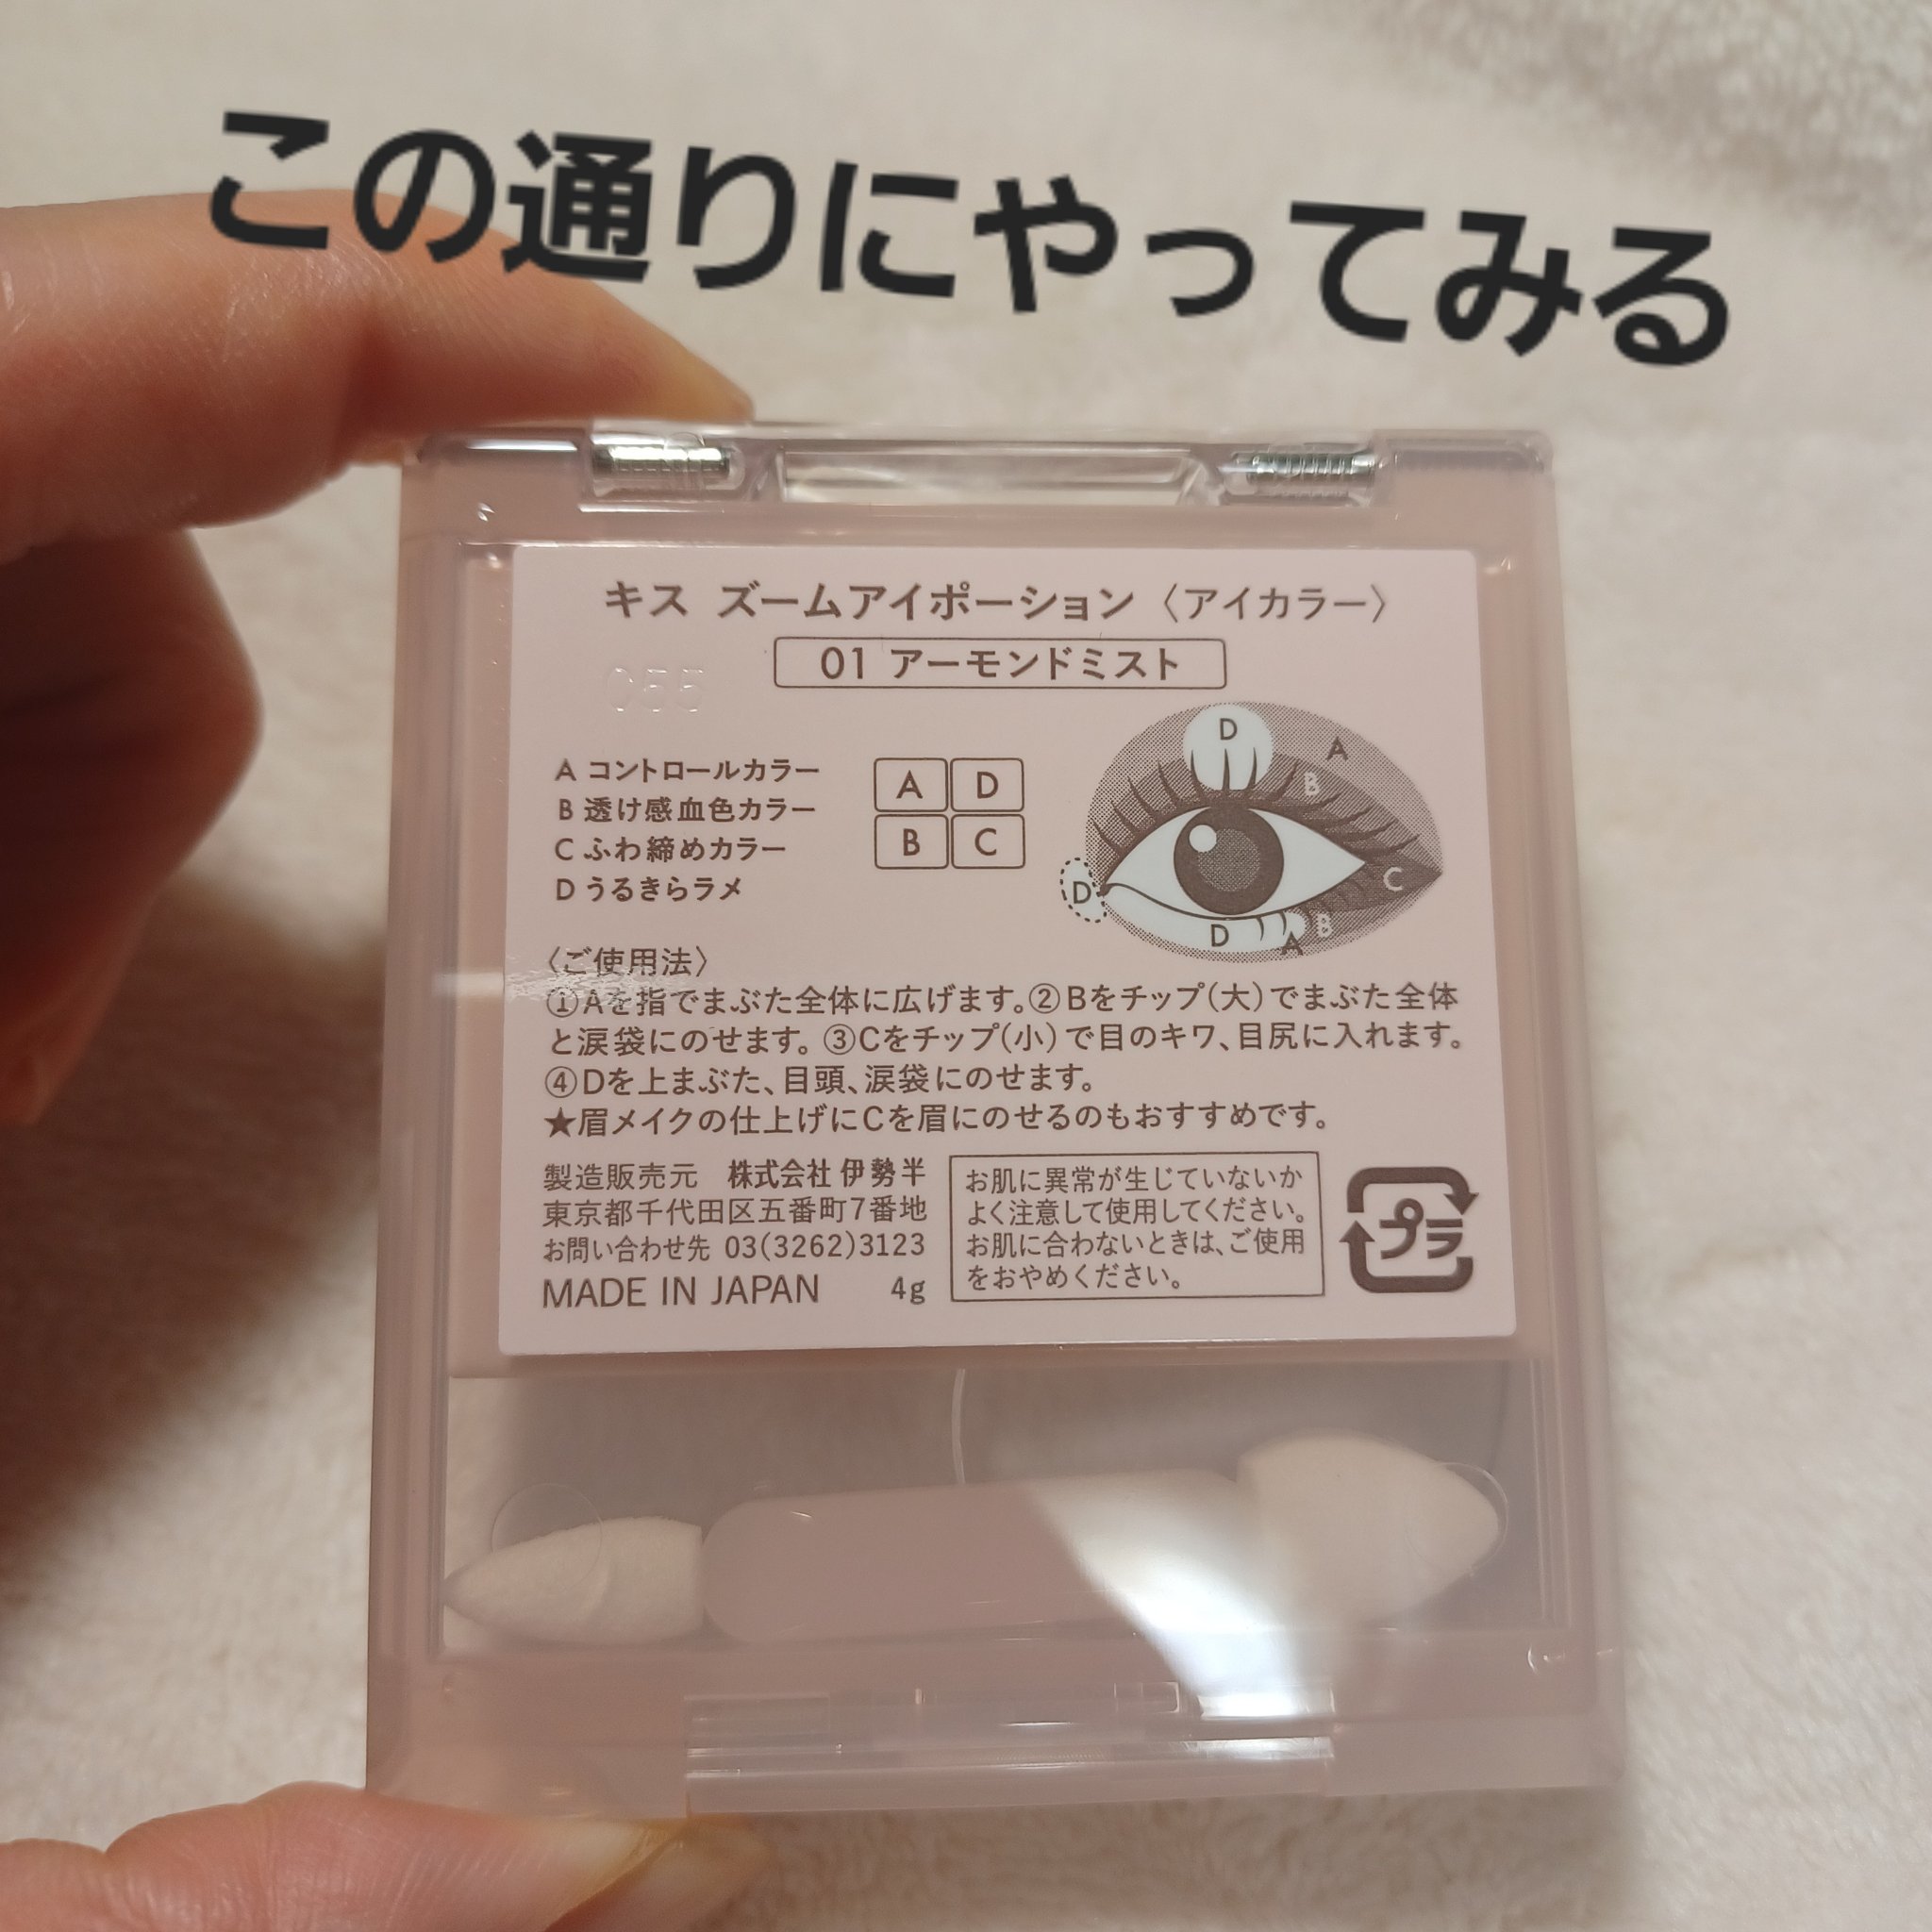 この通りにやってみる
キス ズームアイポーション〈アイカラー〉
01 アーモンドミスト
C55
A コントロールカラー
B 透け感血色カラー
C ふわ締めカラー
D うるきらラメ
A D
B C
D
A
B
D
C
D
A
B
〈ご使用法〉
①Aを指でまぶた全体に広げます。②Bをチップ(大)でまぶた全体
と涙袋にのせます。③Cをチップ(小)で目のキワ、目尻に入れます。
④Dを上まぶた、目頭、涙袋にのせます。
★眉メイクの仕上げにCを眉にのせるのもおすすめです。
製造販売元 株式会社 伊勢半
東京都千代田区五番町7番地
お問い合わせ先 03(3262)3123
MADE IN JAPAN 4g
お肌に異常が生じていないか
よく注意して使用してください。
お肌に合わないときは、ご使用
をおやめください。
プラ